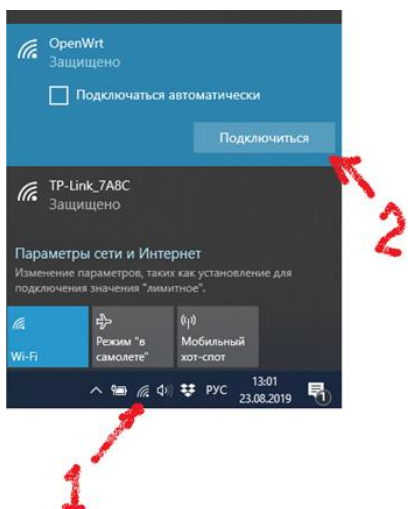 OpenWrt
Защищено
Подключаться автоматически
Подключиться
2
TP-Link_7A8C
Защищено
Параметры сети и Интернет
Изменение параметров, таких как установление для
подключения значения "лимитное".
Wi-Fi
Режим "в
самолете"
Мобильный
хот-спот
РУС
13:01
23.08.2019
1
1